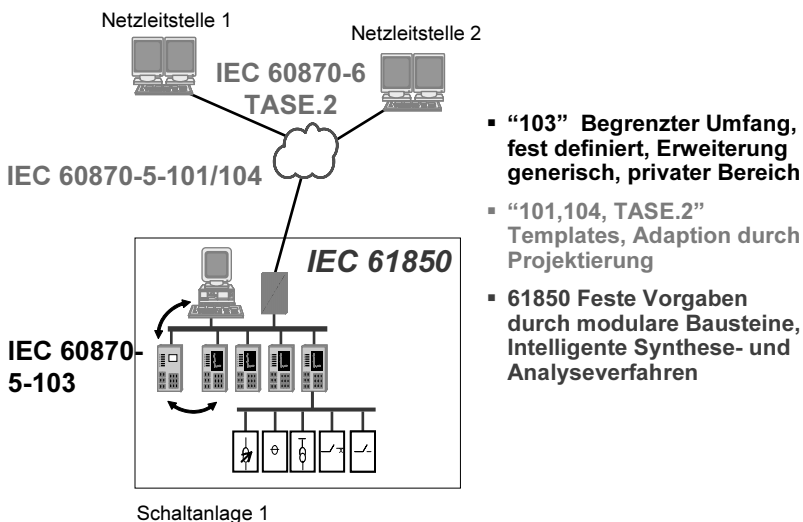 Netzleitstelle 1
Netzleitstelle 2
IEC 60870-6
TASE.2
IEC 60870-5-101/104
IEC 61850
IEC 60870-
5-103
Schaltanlage 1
▪ “103” Begrenzter Umfang,
fest definiert, Erweiterung
generisch, privater Bereich
▪ “101,104, TASE.2”
Templates, Adaption durch
Projektierung
▪ 61850 Feste Vorgaben
durch modulare Bausteine,
Intelligente Synthese- und
Analyseverfahren